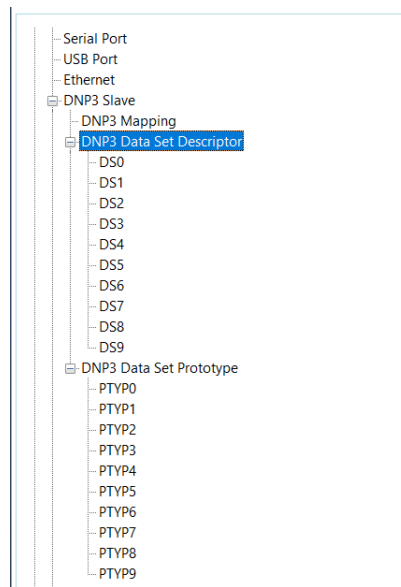 Serial Port
USB Port
Ethernet
DNP3 Slave
DNP3 Mapping
DNP3 Data Set Descriptor
DS0
DS1
DS2
DS3
DS4
DS5
DS6
DS7
DS8
DS9
DNP3 Data Set Prototype
PTYP0
PTYP1
PTYP2
PTYP3
PTYP4
PTYP5
PTYP6
PTYP7
PTYP8
PTYP9